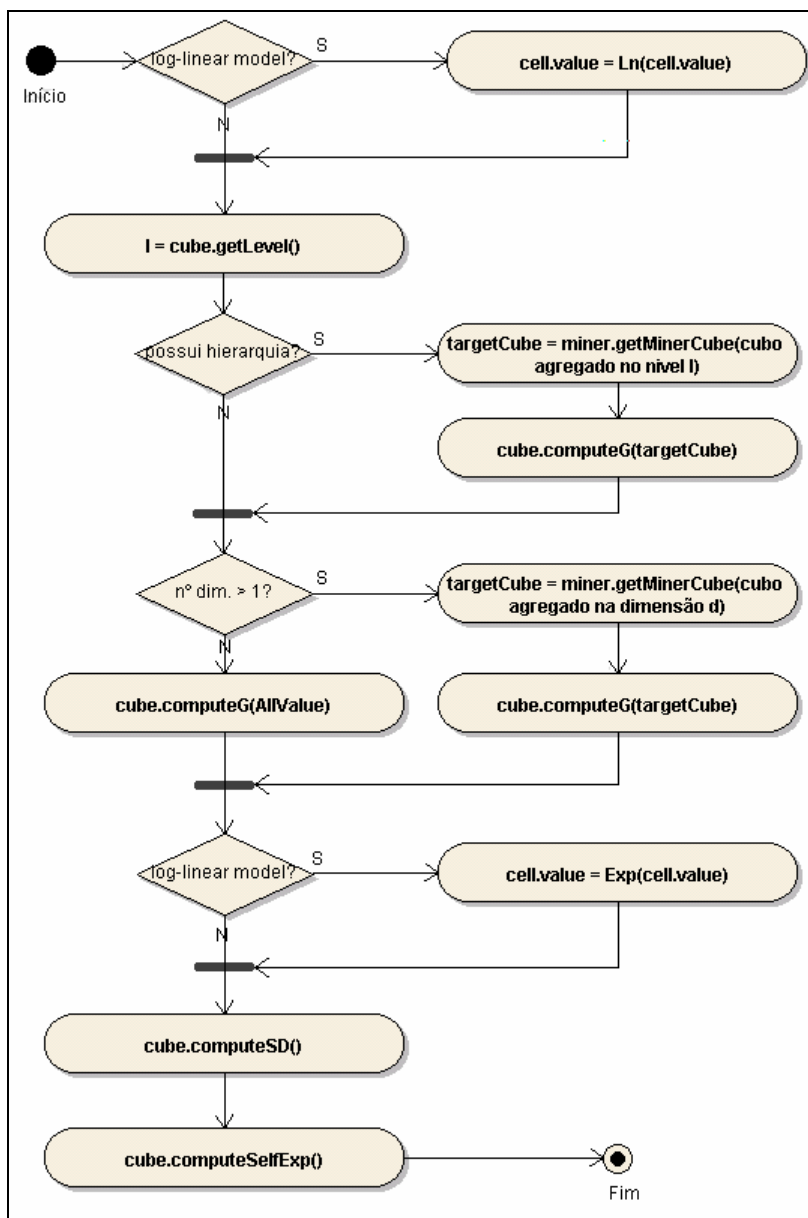 log-linear model?
S
cell.value = Ln(cell.value)
Início
N
l = cube.getLevel()
possui hierarquia?
S
targetCube = miner.getMinerCube(cubo
agregado no nivel l)
N
cube.computeG(targetCube)
nº dim. > 1?
S
targetCube = miner.getMinerCube(cubo
agregado na dimensão d)
N
cube.computeG(AllValue)
cube.computeG(targetCube)
log-linear model?
S
cell.value = Exp(cell.value)
N
cube.computeSD()
cube.computeSelfExp()
Fim